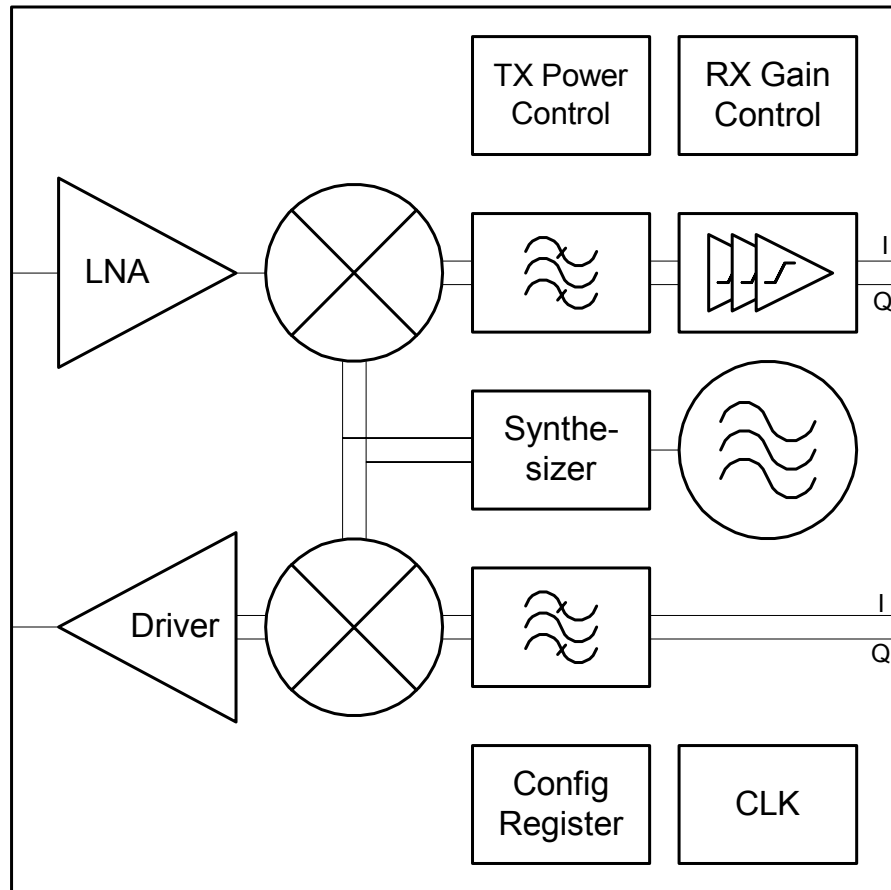 TX Power
Control
RX Gain
Control
LNA
I
Q
Synthe-
sizer
Driver
I
Q
Config
Register
CLK